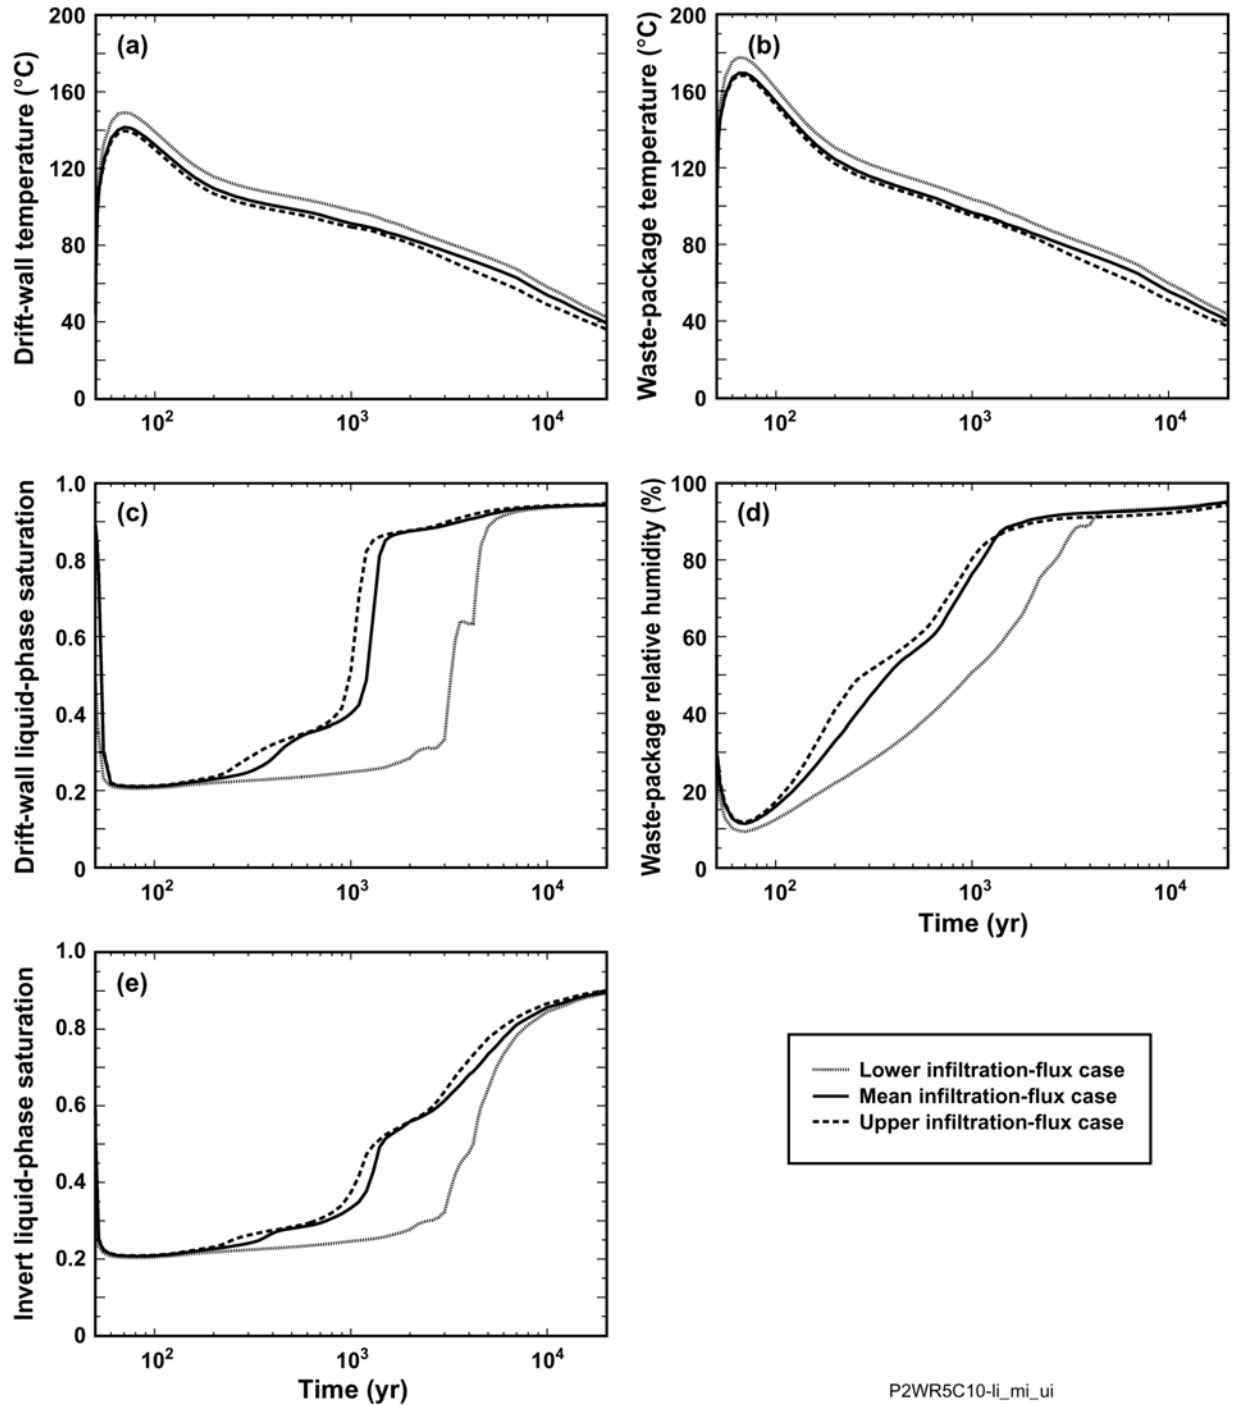 (a)
Drift-wall temperature (°C)
200
160
120
80
40
0
10²
10³
10⁴
(b)
Waste-package temperature (°C)
200
160
120
80
40
0
10²
10³
10⁴
(c)
Drift-wall liquid-phase saturation
1.0
0.8
0.6
0.4
0.2
0
10²
10³
10⁴
(d)
Waste-package relative humidity (%)
100
80
60
40
20
0
10²
10³
10⁴
Time (yr)
(e)
Invert liquid-phase saturation
1.0
0.8
0.6
0.4
0.2
0
10²
10³
10⁴
Time (yr)
Lower infiltration-flux case
Mean infiltration-flux case
Upper infiltration-flux case
P2WR5C10-li_mi_ui